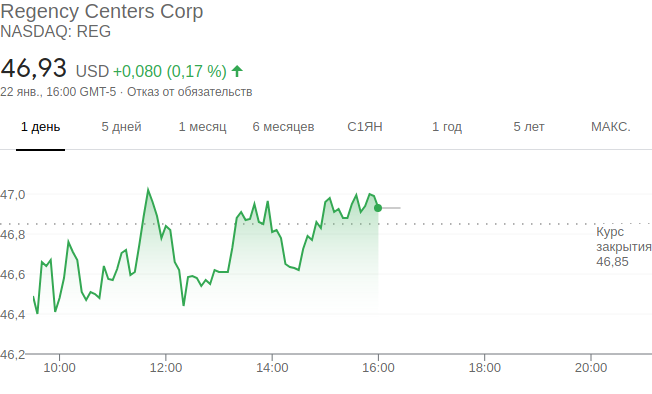 Regency Centers Corp
NASDAQ: REG
46,93 USD +0,080 (0,17 %)
22 янв., 16:00 GMT-5 · Отказ от обязательств
1 день 5 дней 1 месяц 6 месяцев С1ЯН 1 год 5 лет МАКС.
47,0
46,8
46,6
46,4
46,2
Курс
закрытия
46,85
10:00 12:00 14:00 16:00 18:00 20:00